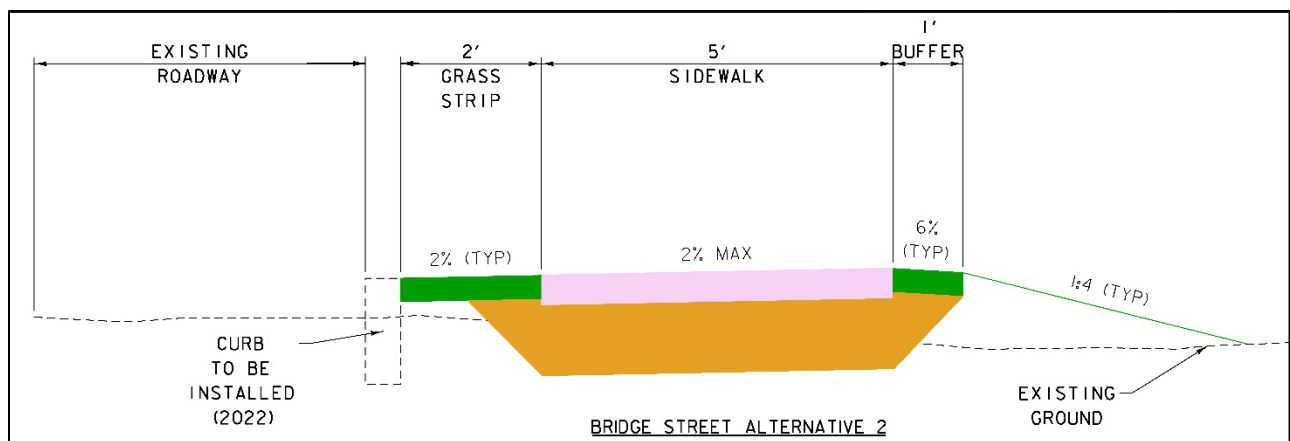 EXISTING
ROADWAY
2'
GRASS
STRIP
5'
SIDEWALK
1'
BUFFER
2% (TYP)
2% MAX
6%
(TYP)
1:4 (TYP)
CURB
TO BE
INSTALLED
(2022)
EXISTING
GROUND
BRIDGE STREET ALTERNATIVE 2